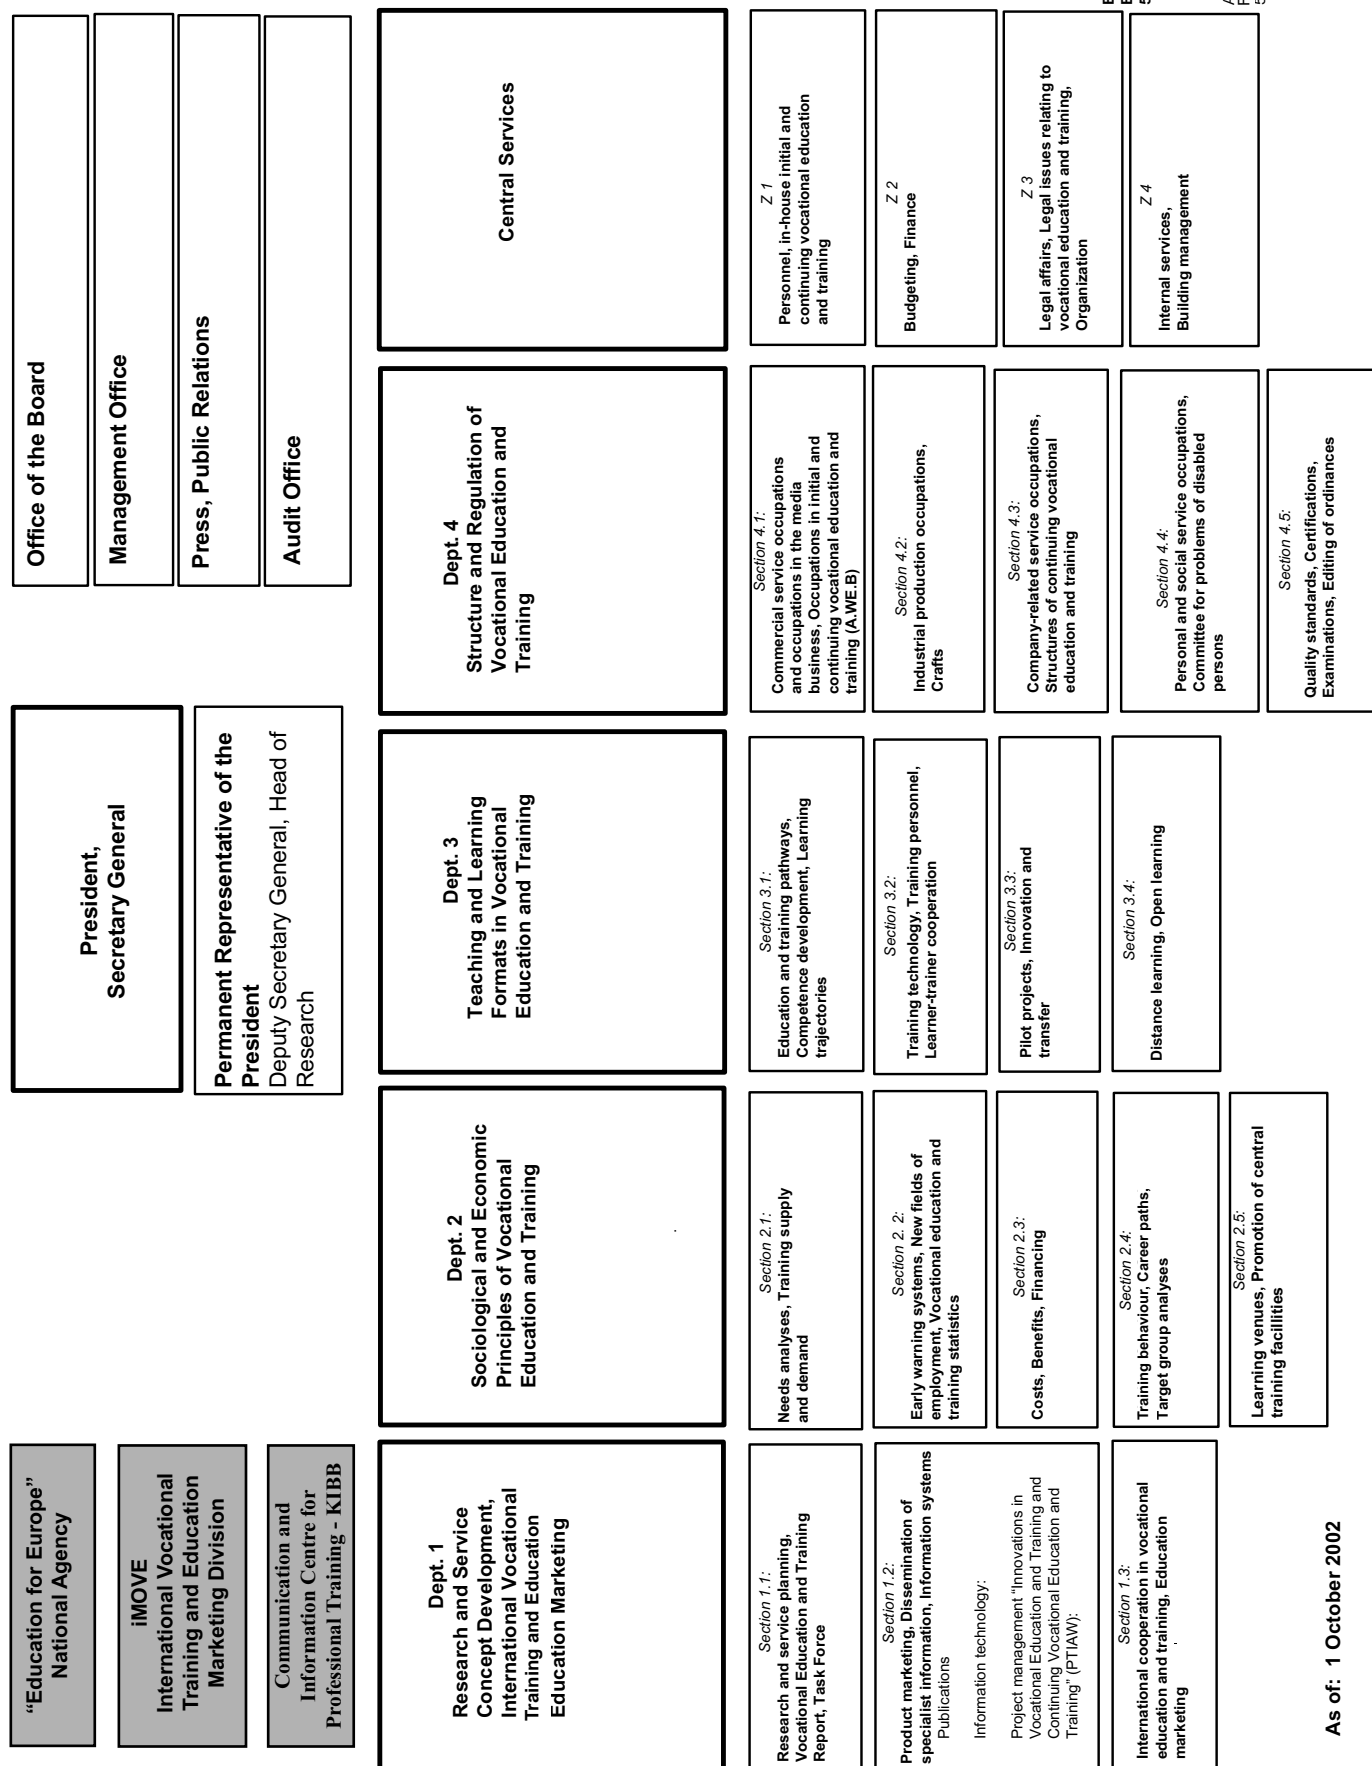 “Education for Europe”
National Agency
iMOVE
International Vocational
Training and Education
Marketing Division
Communication and
Information Centre for
Professional Training - KIBB
President,
Secretary General
Permanent Representative of the
President
Deputy Secretary General, Head of
Research
Office of the Board
Management Office
Press, Public Relations
Audit Office
Dept. 1
Research and Service
Concept Development,
International Vocational
Training and Education
Education Marketing
Dept. 2
Sociological and Economic
Principles of Vocational
Education and Training
Dept. 3
Teaching and Learning
Formats in Vocational
Education and Training
Dept. 4
Structure and Regulation of
Vocational Education and
Training
Central Services
Section 1.1:
Research and service planning,
Vocational Education and Training
Report, Task Force
Section 1.2:
Product marketing, Dissemination of
specialist information, Information systems
Publications
Information technology:
Project management “Innovations in
Vocational Education and Training and
Continuing Vocational Education and
Training” (PTIAW):
Section 1.3:
International cooperation in vocational
education and training, Education
marketing
Section 2.1:
Needs analyses, Training supply
and demand
Section 2. 2:
Early warning systems, New fields of
employment, Vocational education and
training statistics
Section 2.3:
Costs, Benefits, Financing
Section 2.4:
Training behaviour, Career paths,
Target group analyses
Section 2.5:
Learning venues, Promotion of central
training facillities
Section 3.1:
Education and training pathways,
Competence development, Learning
trajectories
Section 3.2:
Training technology, Training personnel,
Learner-trainer cooperation
Section 3.3:
Pilot projects, Innovation and
transfer
Section 3.4:
Distance learning, Open learning
Section 4.1:
Commercial service occupations
and occupations in the media
business, Occupations in initial and
continuing vocational education and
training (A.WE.B)
Section 4.2:
Industrial production occupations,
Crafts
Section 4.3:
Company-related service occupations,
Structures of continuing vocational
education and training
Section 4.4:
Personal and social service occupations,
Committee for problems of disabled
persons
Section 4.5:
Quality standards, Certifications,
Examinations, Editing of ordinances
Z 1
Personnel, in-house initial and
continuing vocational education
and training
Z 2
Budgeting, Finance
Z 3
Legal affairs, Legal issues relating to
vocational education and training,
Organization
Z 4
Internal services,
Building management
As of: 1 October 2002